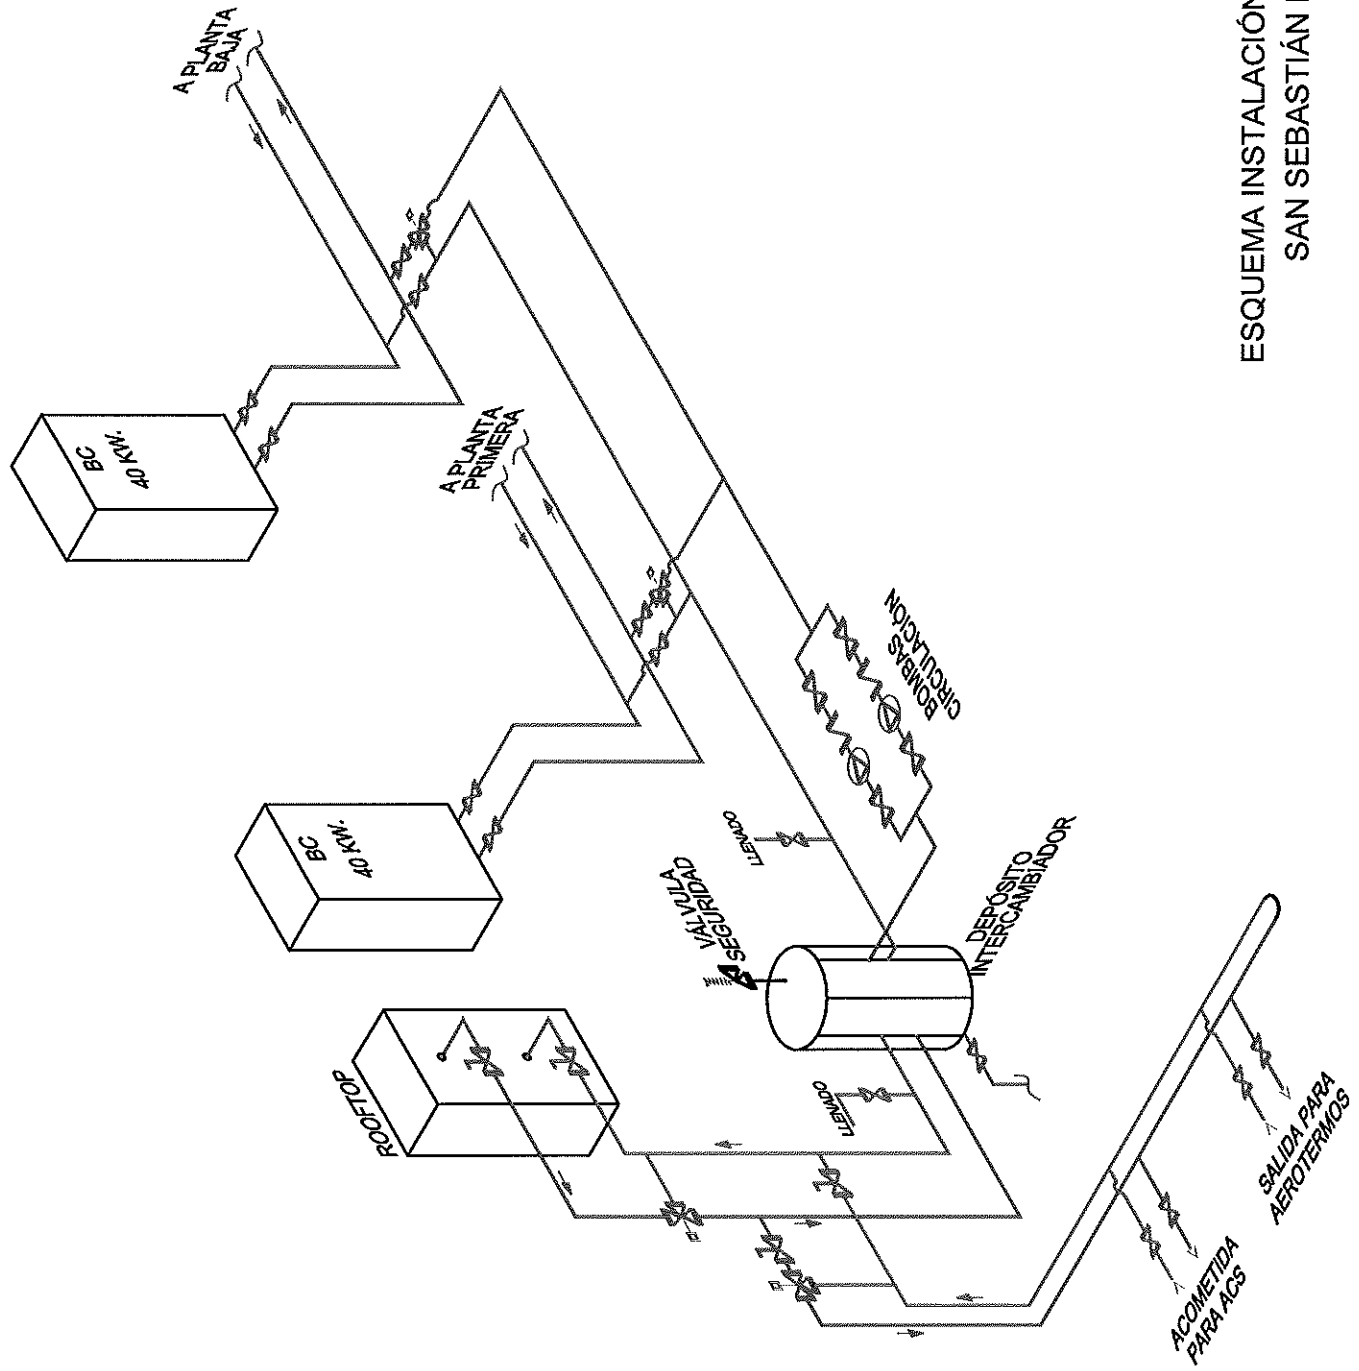 A PLANTA
BAJA
BC
40 KW.
A PLANTA
PRIMERA
BC
40 KW.
ROOFTOP
VÁLVULA
SEGURIDAD
LLENADO
BOMBAS
CIRCULACIÓN
DEPÓSITO
INTERCAMBIADOR
LLENADO
ACOMETIDA
PARA ACS
SALIDA PARA
AEROTERMOS
ESQUEMA INSTALACIÓN
SAN SEBASTIÁN